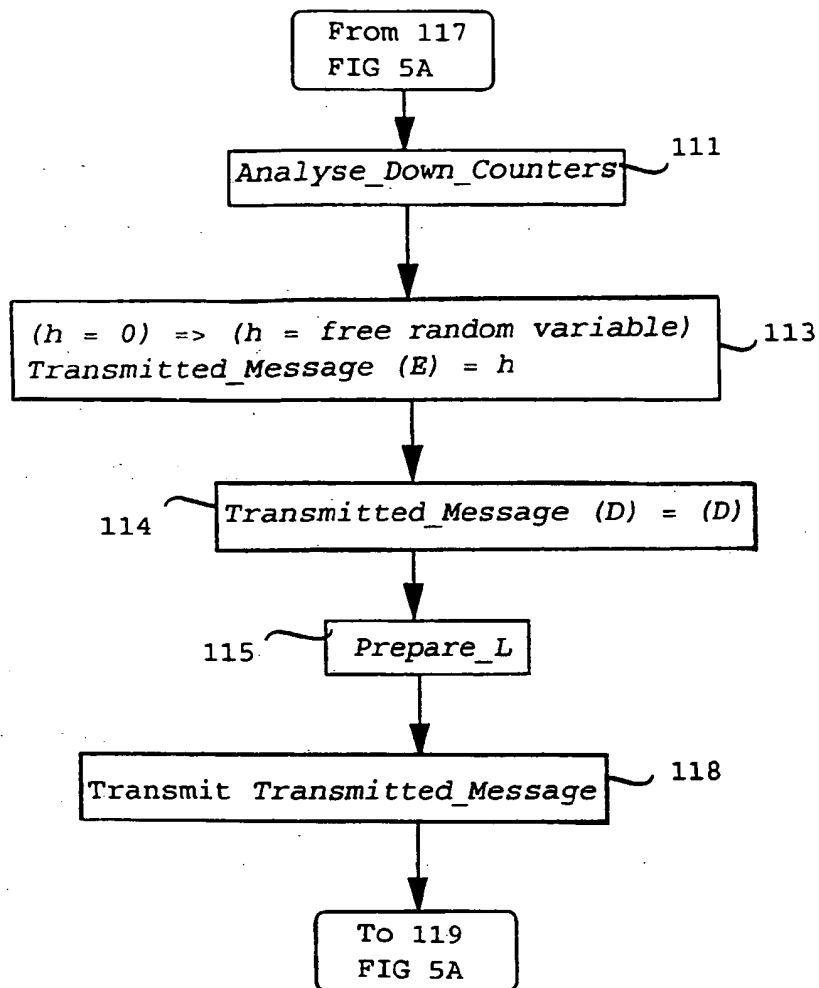 From 117
FIG 5A
Analyse_Down_Counters
111
(h = 0) => (h = free random variable)
Transmitted_Message (E) = h
113
Transmitted_Message (D) = (D)
114
Prepare_L
115
Transmit Transmitted_Message
118
To 119
FIG 5A